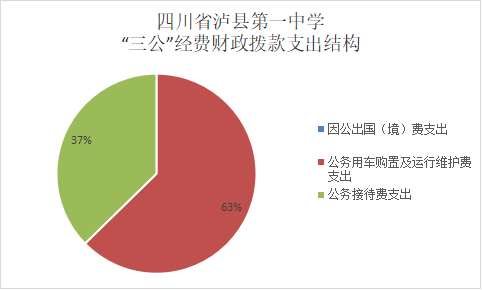 四川省泸县第一中学
“三公”经费财政拨款支出结构
37%
63%
因公出国（境）费支出
公务用车购置及运行维护费
支出
公务接待费支出